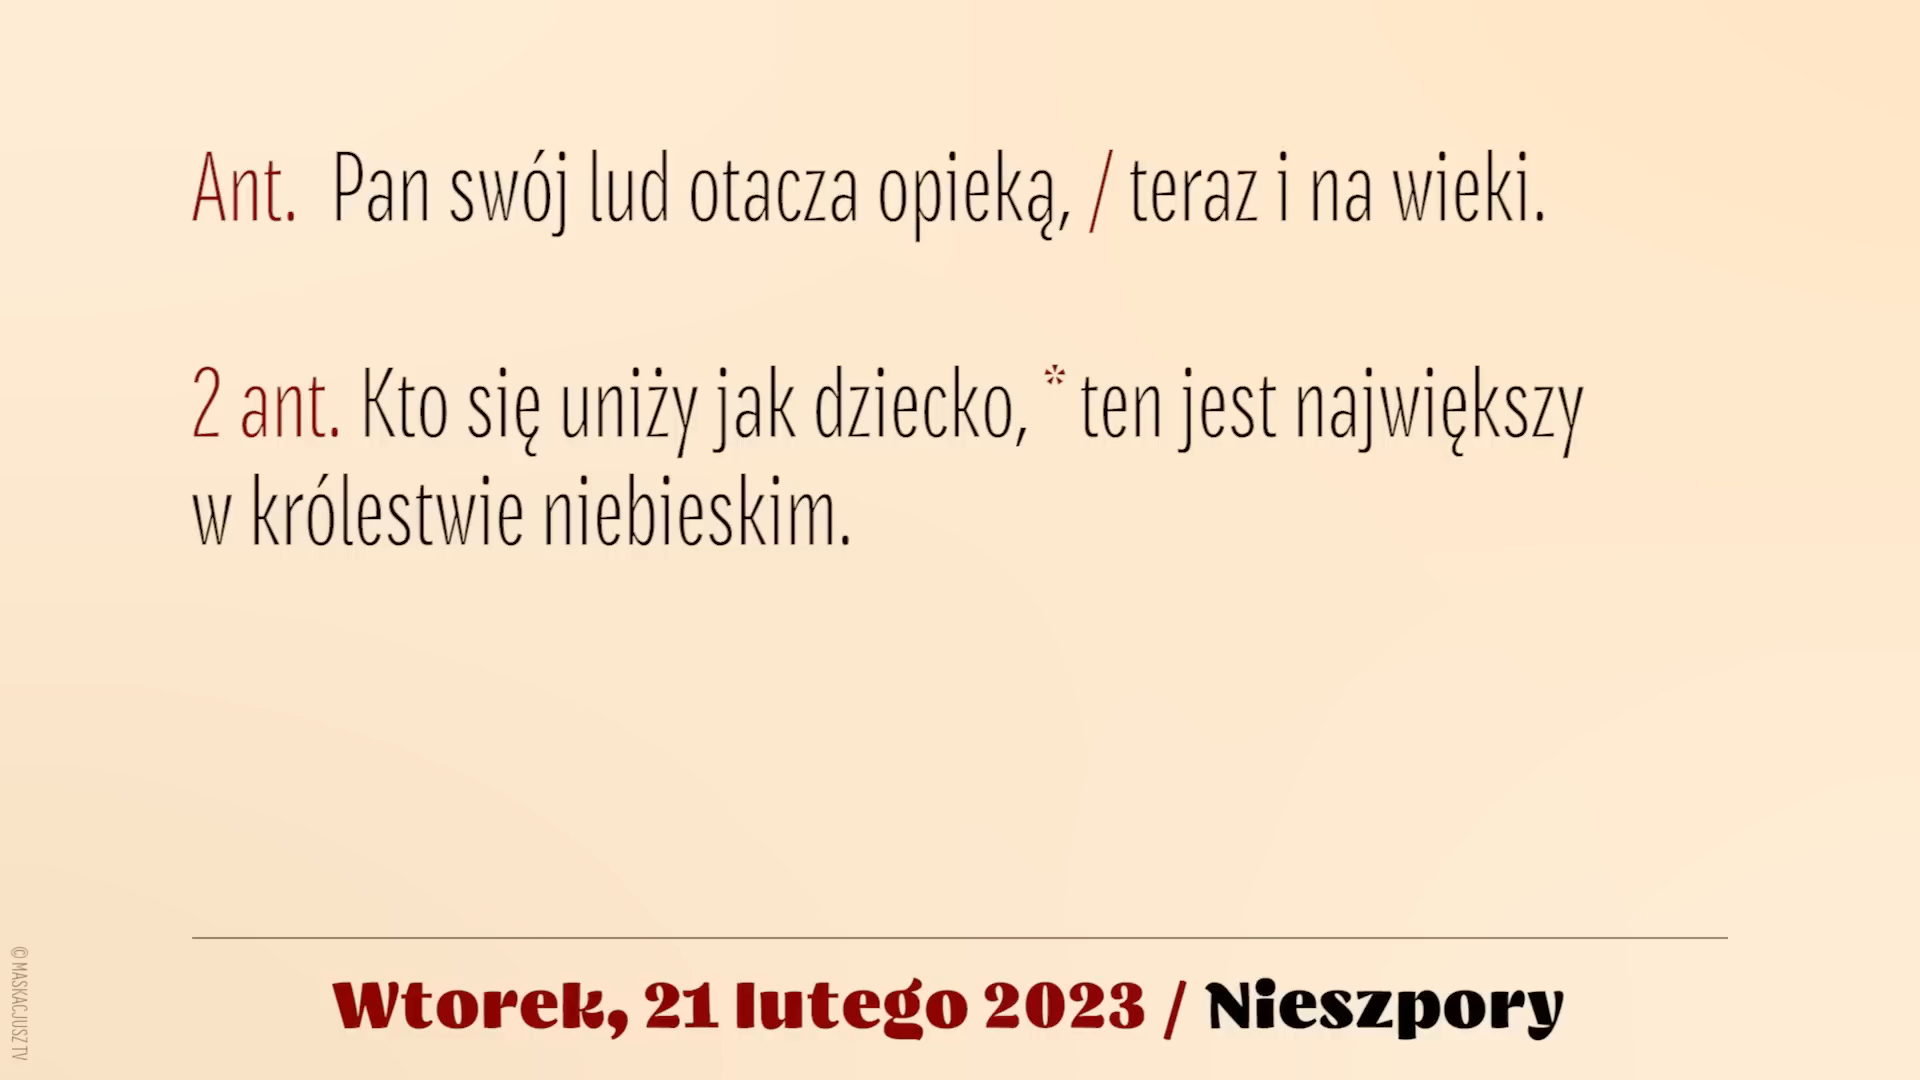 Ant. Pan swój lud otacza opieką, / teraz i na wieki.
2 ant. Kto się uniży jak dziecko, * ten jest największy
w królestwie niebieskim.
Wtorek, 21 lutego 2023 / Nieszpory
© MASKACJUSZ TV